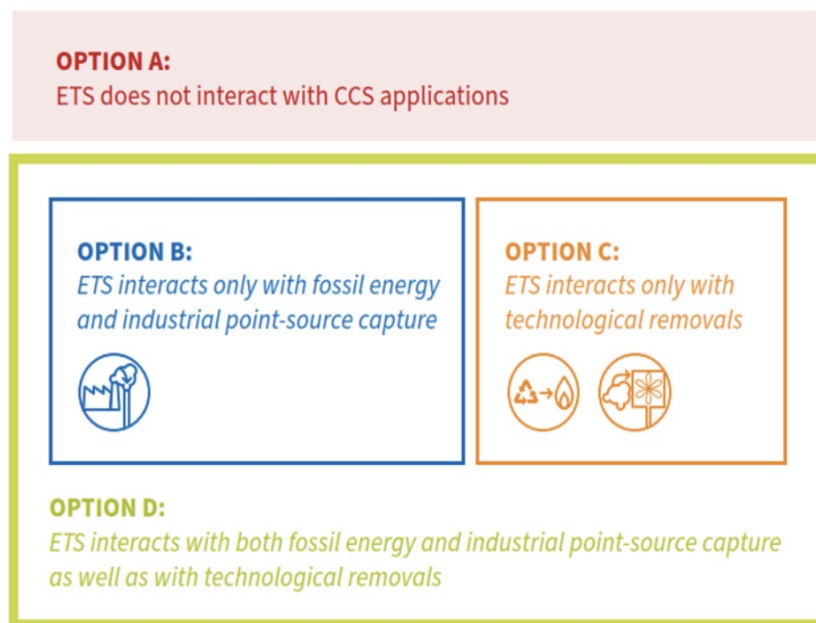 OPTION A:
ETS does not interact with CCS applications
OPTION B:
ETS interacts only with fossil energy
and industrial point-source capture
OPTION C:
ETS interacts only with
technological removals
OPTION D:
ETS interacts with both fossil energy and industrial point-source capture
as well as with technological removals